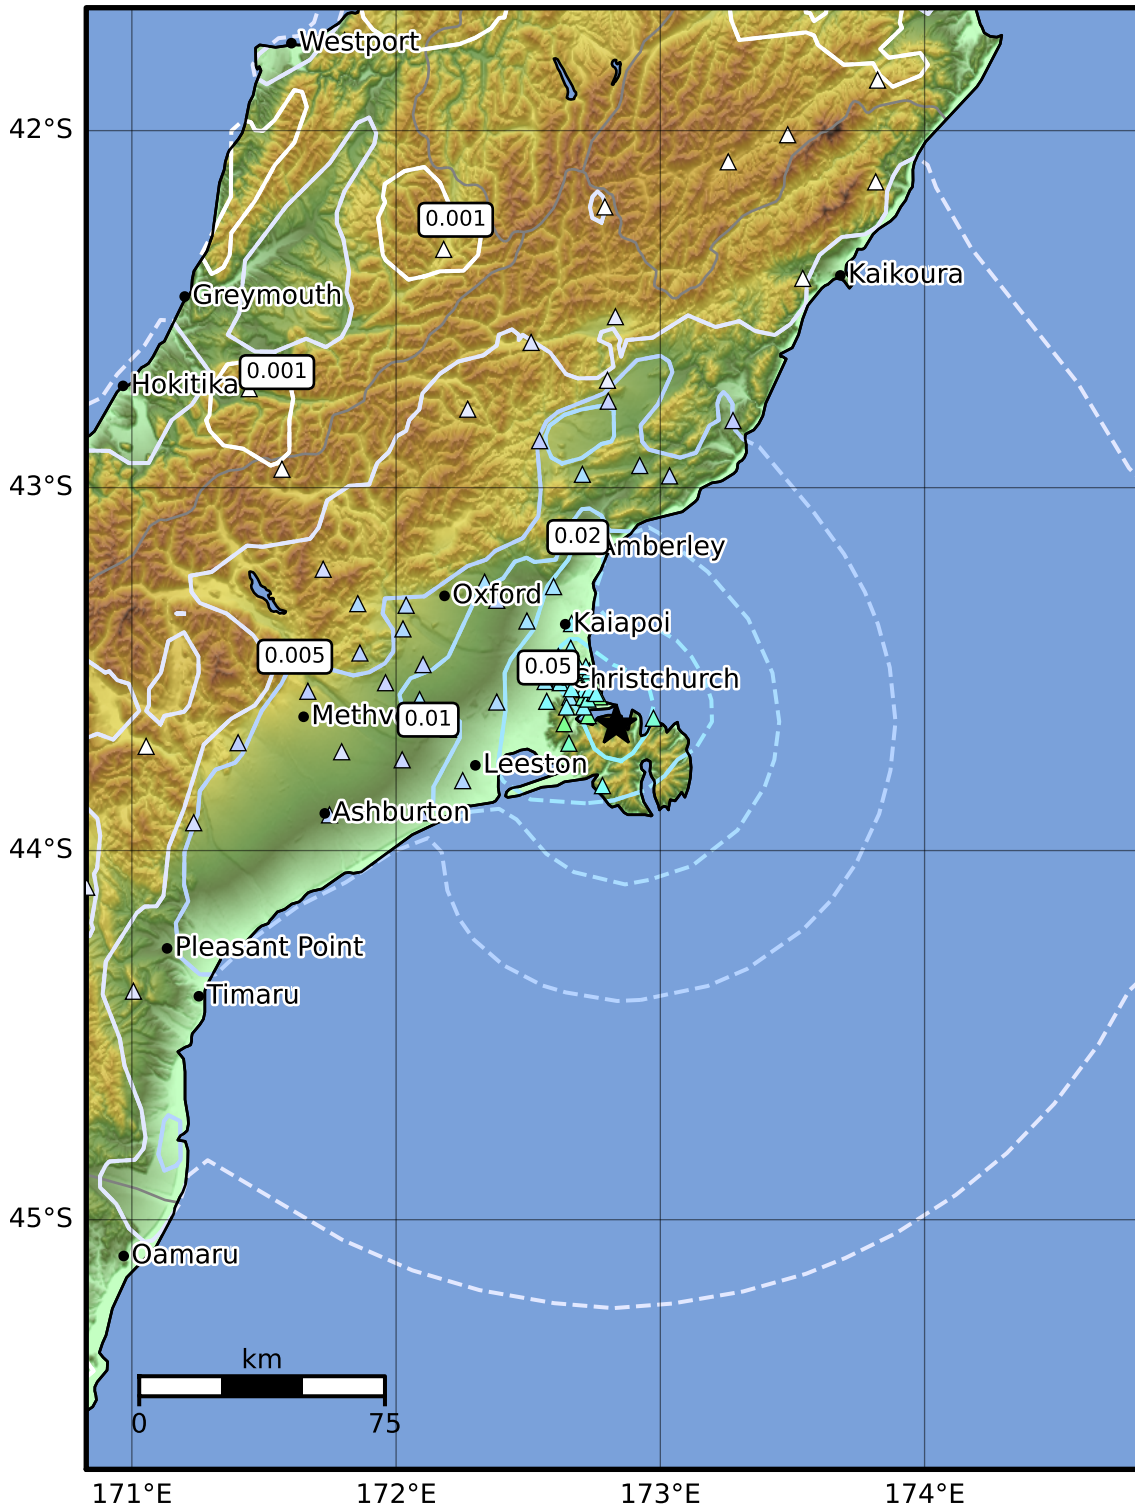 Westport
42°S
0.001
Kaikoura
Greymouth
0.001
Hokitika
43°S
0.02
Amberley
Oxford
Kaiapoi
0.005
0.05
Christchurch
Methv
0.01
Leeston
Ashburton
44°S
Pleasant Point
Timaru
45°S
Oamaru
km
0
75
171°E
172°E
173°E
174°E